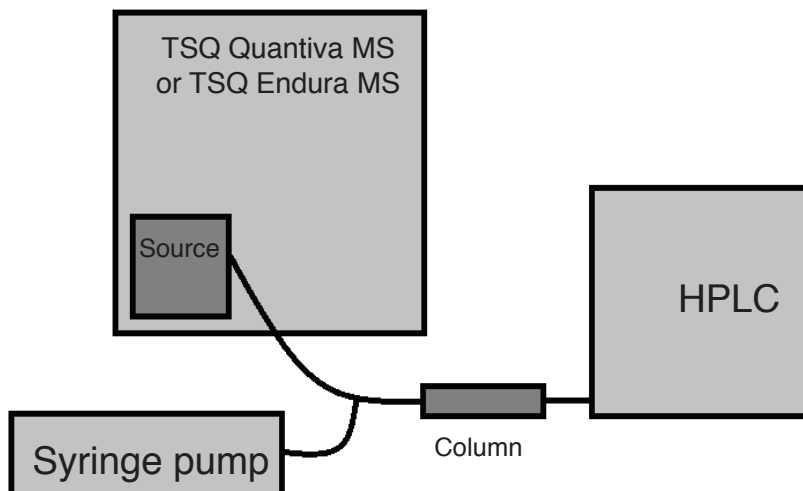 TSQ Quantiva MS
or TSQ Endura MS
Source
HPLC
Column
Syringe pump